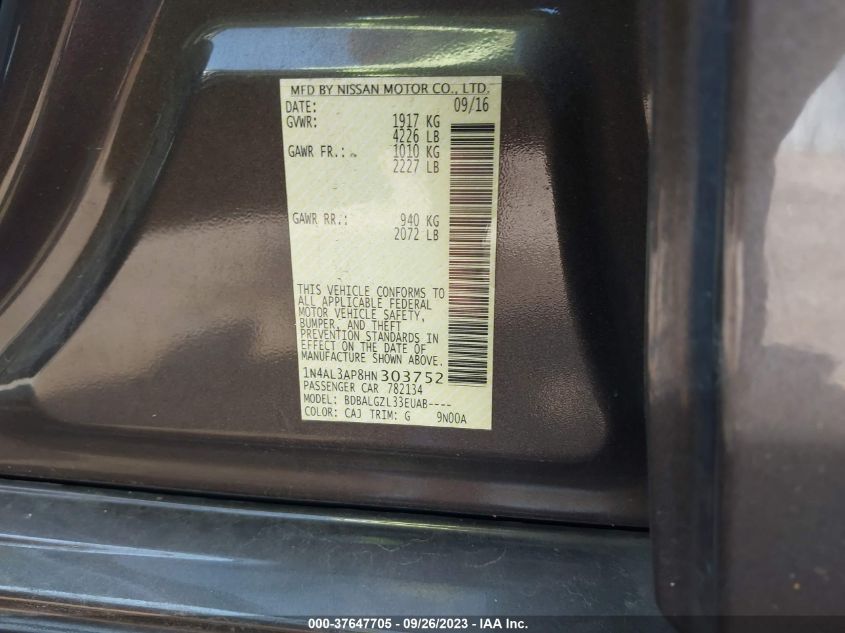 MFD BY NISSAN MOTOR CO., LTD.
DATE: 09/16
GVWR: 1917 KG
4226 LB
GAWR FR.: 1010 KG
2227 LB
GAWR RR.: 940 KG
2072 LB
THIS VEHICLE CONFORMS TO
ALL APPLICABLE FEDERAL
MOTOR VEHICLE SAFETY,
BUMPER, AND THEFT
PREVENTION STANDARDS IN
EFFECT ON THE DATE OF
MANUFACTURE SHOWN ABOVE.
1N4AL3AP8HN 303752
PASSENGER CAR 782134
MODEL: BDBALGZL33EUAB----
COLOR: CAJ TRIM: G 9N00A
000-37647705 - 09/26/2023 - IAA Inc.